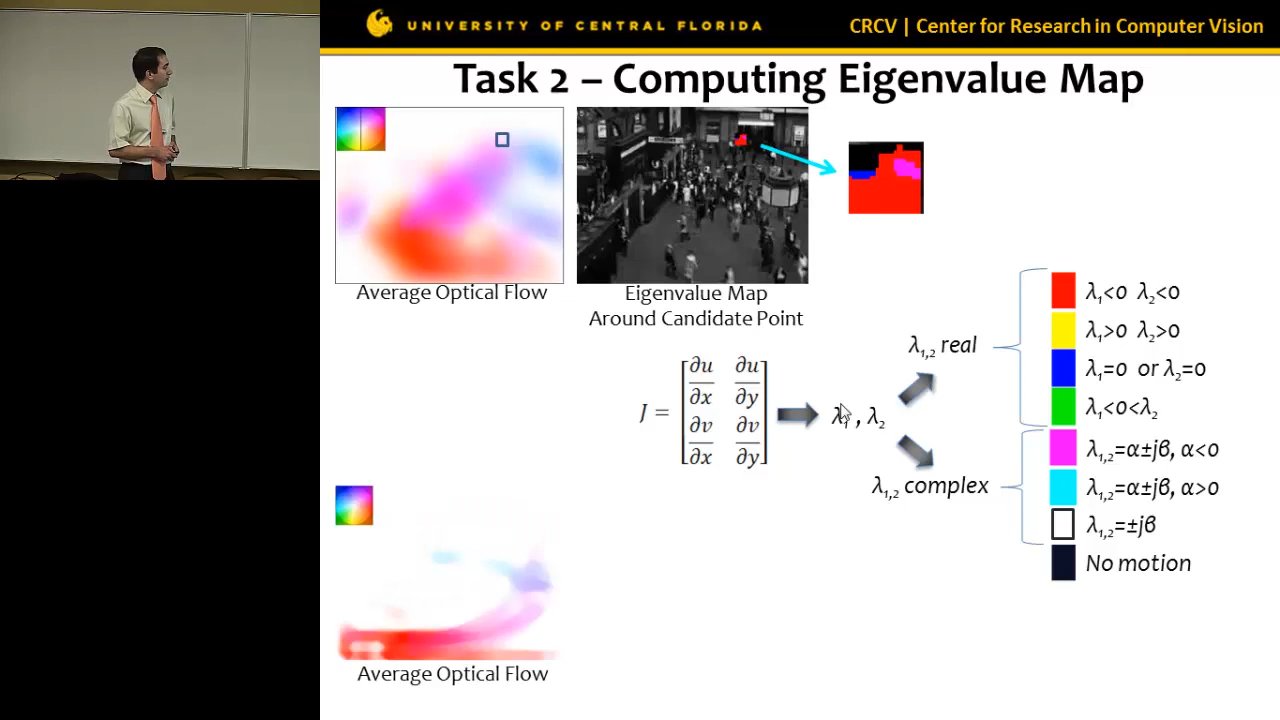 UNIVERSITY OF CENTRAL FLORIDA
CRCV | Center for Research in Computer Vision
Task 2 – Computing Eigenvalue Map
Average Optical Flow
Eigenvalue Map
Around Candidate Point
J = [∂u/∂x ∂u/∂y
∂v/∂x ∂v/∂y]
λ₁ , λ₂
λ₁,₂ real
λ₁,₂ complex
λ₁<0 λ₂<0
λ₁>0 λ₂>0
λ₁=0 or λ₂=0
λ₁<0<λ₂
λ₁,₂=α±jβ, α<0
λ₁,₂=α±jβ, α>0
λ₁,₂=±jβ
No motion
Average Optical Flow